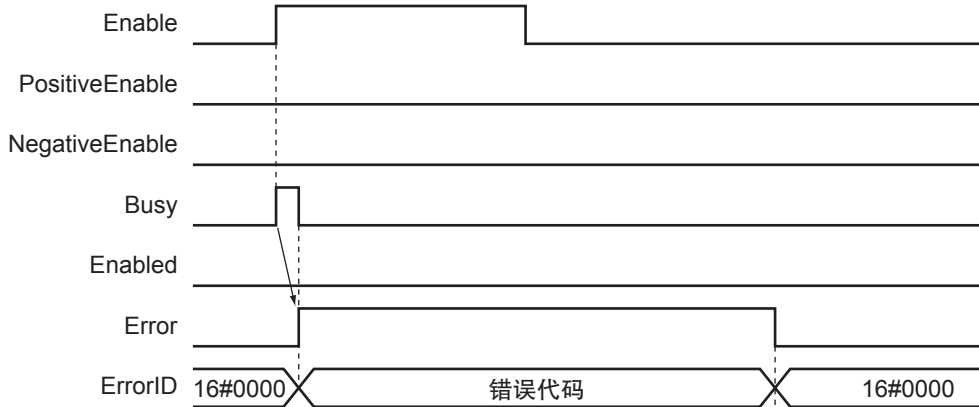 Enable
PositiveEnable
NegativeEnable
Busy
Enabled
Error
ErrorID 16#0000 错误代码 16#0000